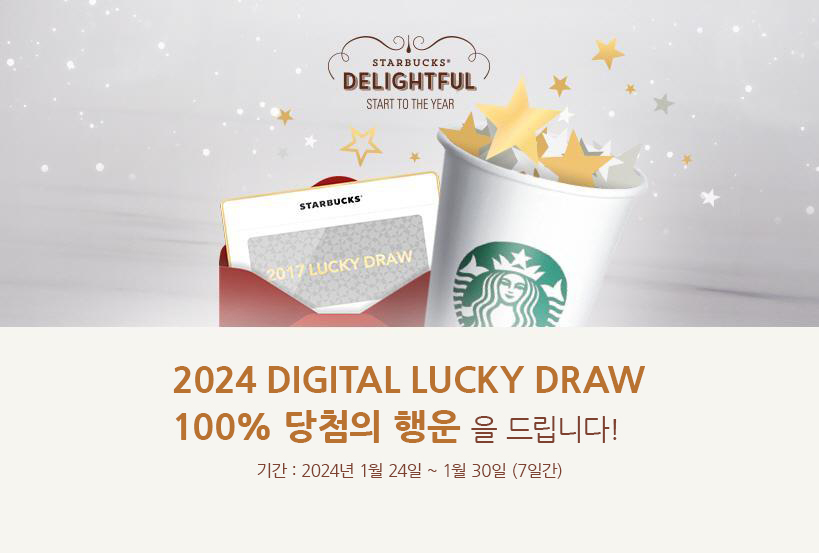 STARBUCKS®
DELIGHTFUL
START TO THE YEAR
STARBUCKS®
2017 LUCKY DRAW
2024 DIGITAL LUCKY DRAW
100% 당첨의 행운 을 드립니다!
기간 : 2024년 1월 24일 ~ 1월 30일 (7일간)